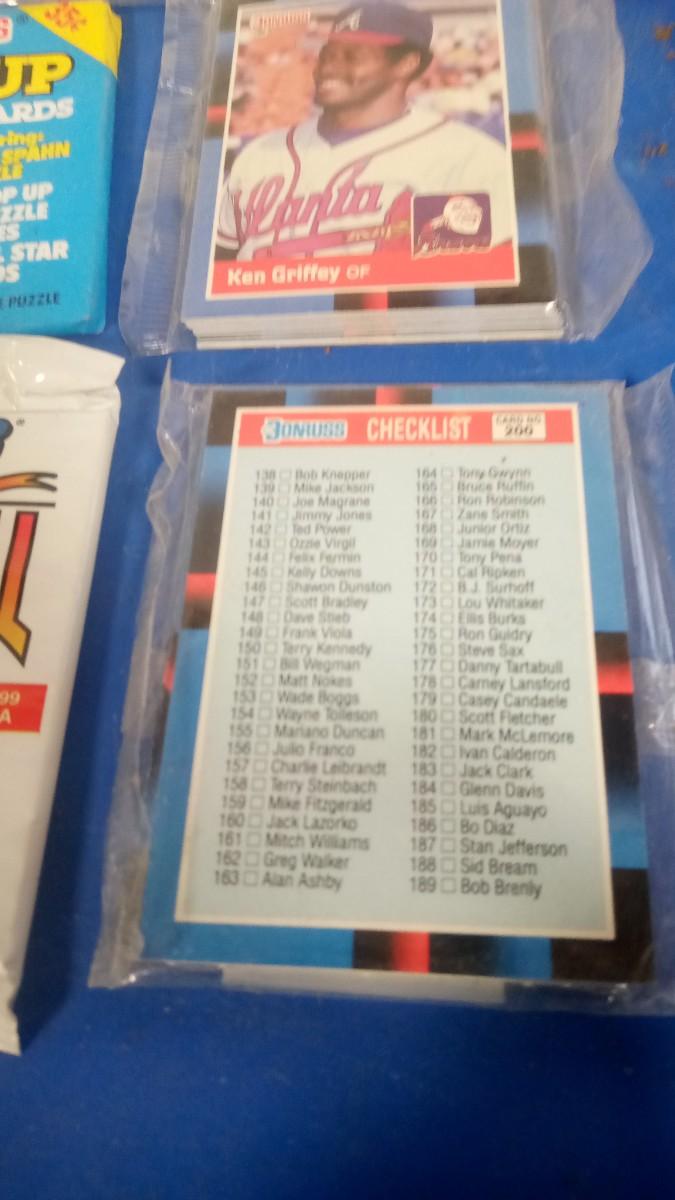 UP
ARDS
ring:
SPAHN
ZLE
OP UP
ZZLE
ES
STAR
DS
PUZZLE
Donruss
A
Atlanta
Ken Griffey OF
99
A
DONRUSS CHECKLIST CARD NO 200
138 Bob Knepper
139 Mike Jackson
140 Joe Magrane
141 Jimmy Jones
142 Ted Power
143 Ozzie Virgil
144 Felix Fermin
145 Kelly Downs
146 Shawon Dunston
147 Scott Bradley
148 Dave Stieb
149 Frank Viola
150 Terry Kennedy
151 Bill Wegman
152 Matt Nokes
153 Wade Boggs
154 Wayne Tolleson
155 Mariano Duncan
156 Julio Franco
157 Charlie Leibrandt
158 Terry Steinbach
159 Mike Fitzgerald
160 Jack Lazorko
161 Mitch Williams
162 Greg Walker
163 Alan Ashby
164 Tony Gwynn
165 Bruce Ruffin
166 Ron Robinson
167 Zane Smith
168 Junior Ortiz
169 Jamie Moyer
170 Tony Pena
171 Cal Ripken
172 B.J. Surhoff
173 Lou Whitaker
174 Ellis Burks
175 Ron Guidry
176 Steve Sax
177 Danny Tartabull
178 Carney Lansford
179 Casey Candaele
180 Scott Fletcher
181 Mark McLemore
182 Ivan Calderon
183 Jack Clark
184 Glenn Davis
185 Luis Aguayo
186 Bo Diaz
187 Stan Jefferson
188 Sid Bream
189 Bob Brenly